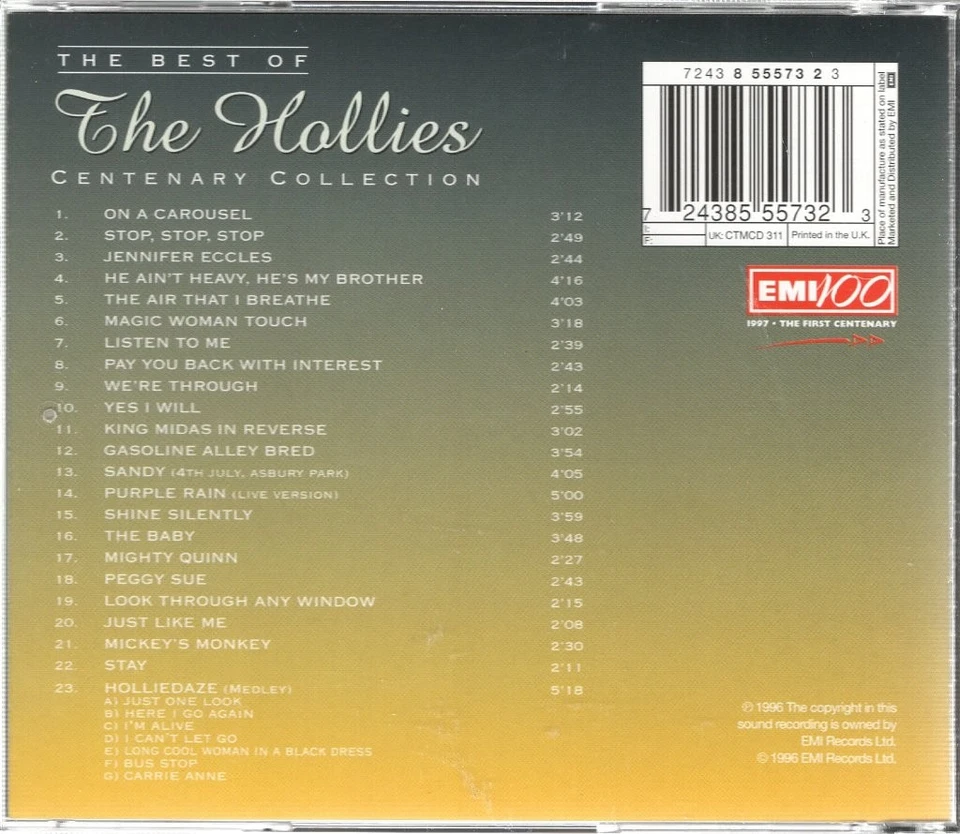 THE BEST OF
The Hollies
CENTENARY COLLECTION
1. ON A CAROUSEL 3'12
2. STOP, STOP, STOP 2'49
3. JENNIFER ECCLES 2'44
4. HE AIN'T HEAVY, HE'S MY BROTHER 4'16
5. THE AIR THAT I BREATHE 4'03
6. MAGIC WOMAN TOUCH 3'18
7. LISTEN TO ME 2'39
8. PAY YOU BACK WITH INTEREST 2'43
9. WE'RE THROUGH 2'14
10. YES I WILL 2'55
11. KING MIDAS IN REVERSE 3'02
12. GASOLINE ALLEY BRED 3'54
13. SANDY (4TH JULY, ASBURY PARK) 4'05
14. PURPLE RAIN (LIVE VERSION) 5'00
15. SHINE SILENTLY 3'59
16. THE BABY 3'48
17. MIGHTY QUINN 2'27
18. PEGGY SUE 2'43
19. LOOK THROUGH ANY WINDOW 2'15
20. JUST LIKE ME 2'08
21. MICKEY'S MONKEY 2'30
22. STAY 2'11
23. HOLLIEDAZE (MEDLEY) 5'18
A) JUST ONE LOOK
B) HERE I GO AGAIN
C) I'M ALIVE
D) I CAN'T LET GO
E) LONG COOL WOMAN IN A BLACK DRESS
F) BUS STOP
G) CARRIE ANNE
7243 8 55573 2 3
7 24385 55732 3
F:
UK: CTMCD 311
Printed in the U.K.
Place of manufacture as stated on label
Marketed and Distributed by EMI
EMI
EMI 100
1997 • THE FIRST CENTENARY
℗ 1996 The copyright in this
sound recording is owned by
EMI Records Ltd.
© 1996 EMI Records Ltd.